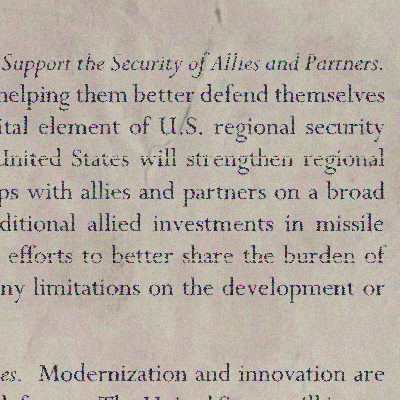 Support the Security of Allies and Partners.
helping them better defend themselves
ital element of U.S. regional security
United States will strengthen regional
ps with allies and partners on a broad
ditional allied investments in missile
efforts to better share the burden of
ny limitations on the development or
es. Modernization and innovation are